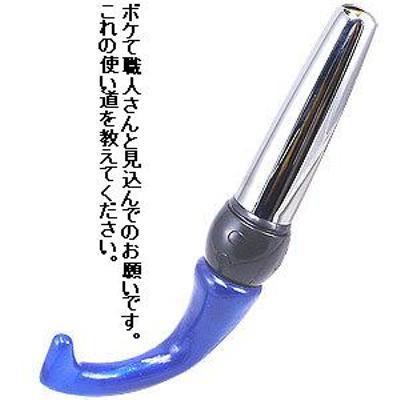 ボケて職人さんと見込んでのお願いです。
これの使い道を教えてください。